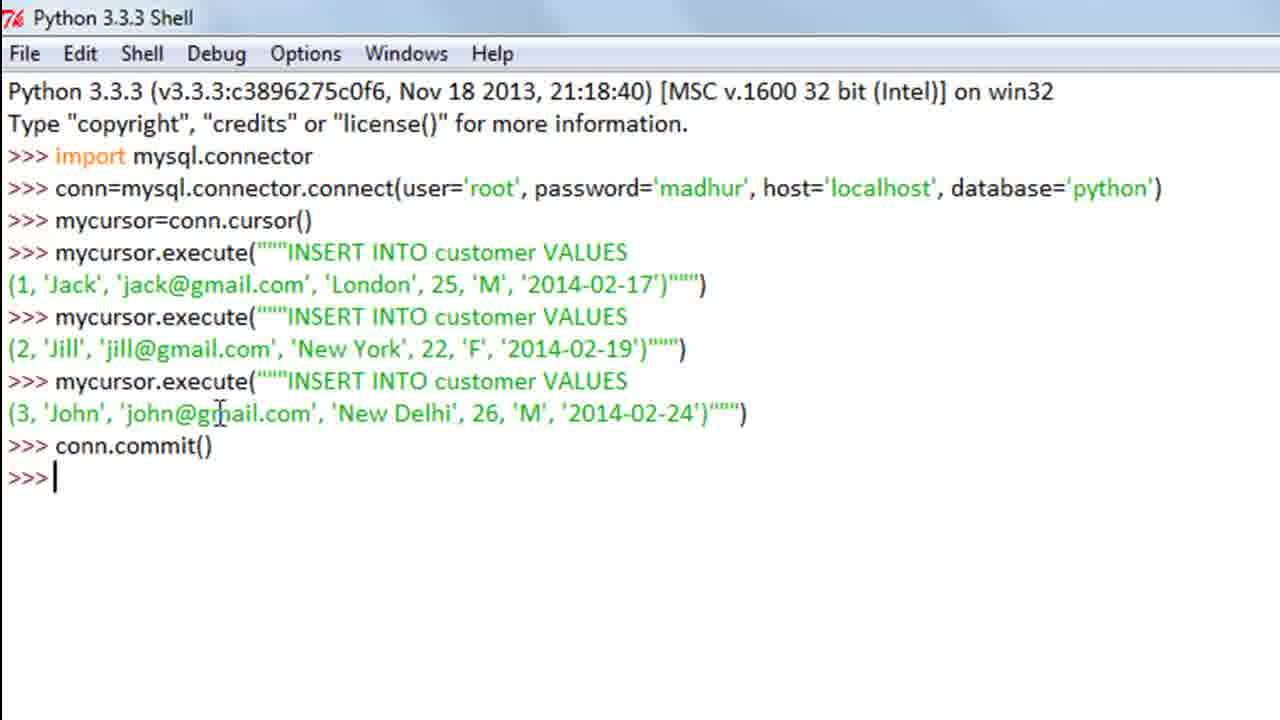 Python 3.3.3 Shell
File Edit Shell Debug Options Windows Help
Python 3.3.3 (v3.3.3:c3896275c0f6, Nov 18 2013, 21:18:40) [MSC v.1600 32 bit (Intel)] on win32
Type "copyright", "credits" or "license()" for more information.
>>> import mysql.connector
>>> conn=mysql.connector.connect(user='root', password='madhur', host='localhost', database='python')
>>> mycursor=conn.cursor()
>>> mycursor.execute("""INSERT INTO customer VALUES
(1, 'Jack', 'jack@gmail.com', 'London', 25, 'M', '2014-02-17')""")
>>> mycursor.execute("""INSERT INTO customer VALUES
(2, 'Jill', 'jill@gmail.com', 'New York', 22, 'F', '2014-02-19')""")
>>> mycursor.execute("""INSERT INTO customer VALUES
(3, 'John', 'john@gmail.com', 'New Delhi', 26, 'M', '2014-02-24')""")
>>> conn.commit()
>>>